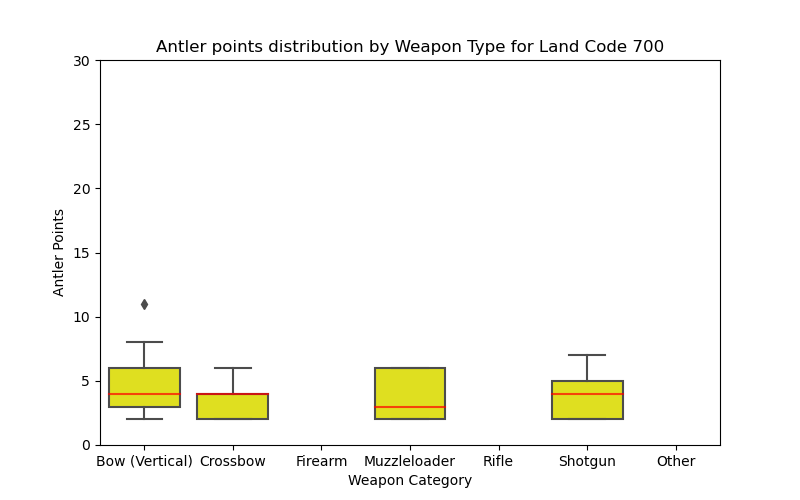 Antler points distribution by Weapon Type for Land Code 700
30
25
20
15
10
5
0
Antler Points
Bow (Vertical) Crossbow Firearm Muzzleloader Rifle Shotgun Other
Weapon Category